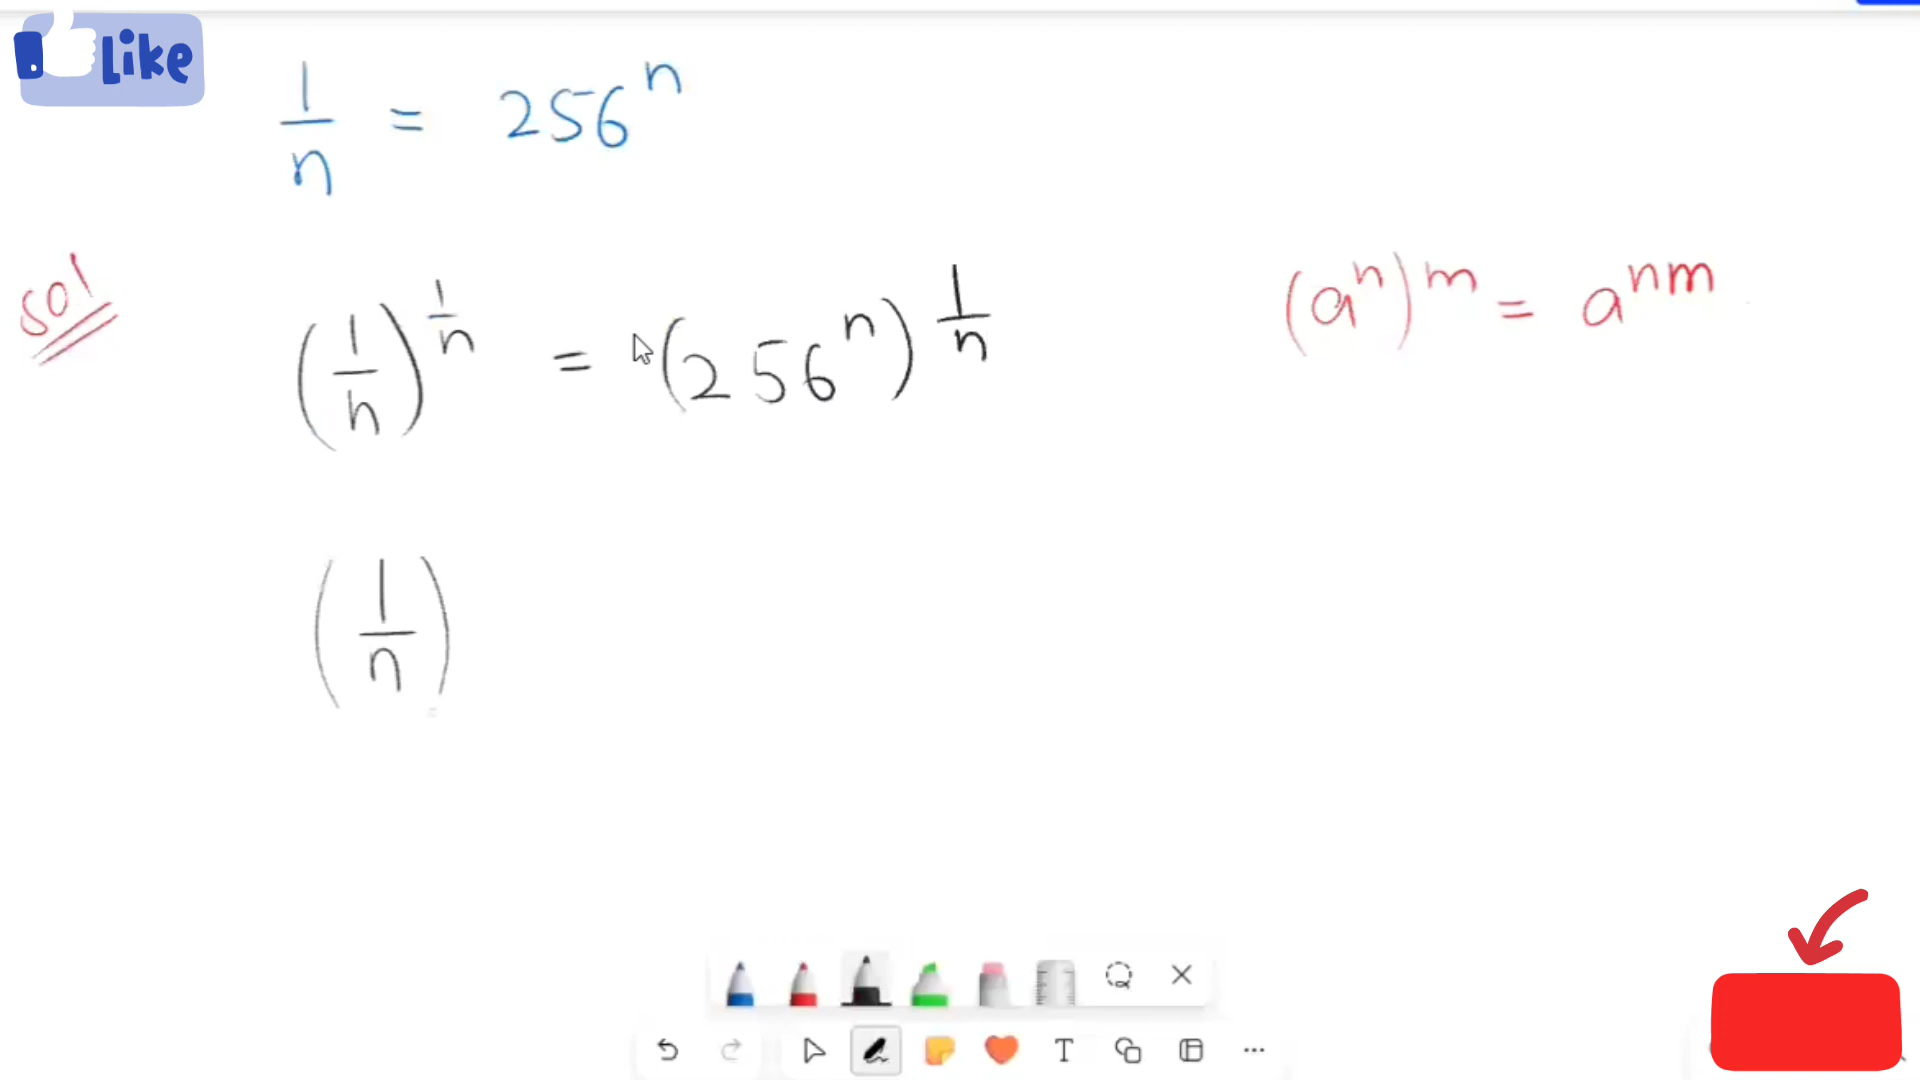 Like
1/n = 256^n
Sol
(1/n)^(1/n) = (256^n)^(1/n)
(a^n)^m = a^nm
(1/n)
T